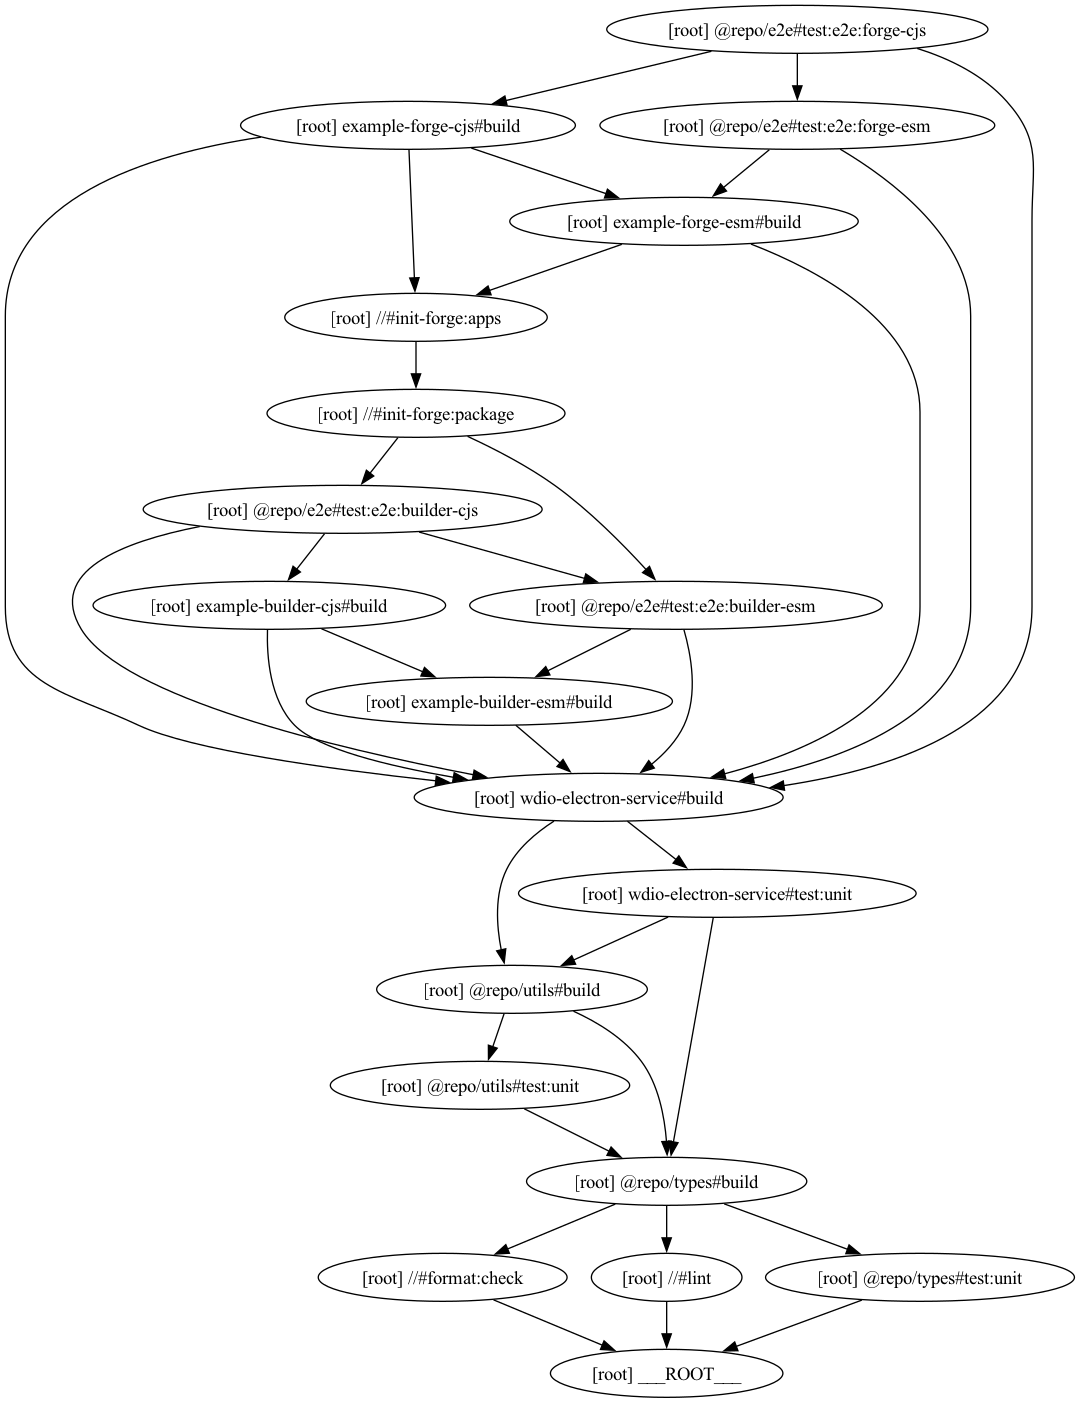 [root] @repo/e2e#test:e2e:forge-cjs
[root] example-forge-cjs#build
[root] @repo/e2e#test:e2e:forge-esm
[root] example-forge-esm#build
[root] //#init-forge:apps
[root] //#init-forge:package
[root] @repo/e2e#test:e2e:builder-cjs
[root] example-builder-cjs#build
[root] @repo/e2e#test:e2e:builder-esm
[root] example-builder-esm#build
[root] wdio-electron-service#build
[root] wdio-electron-service#test:unit
[root] @repo/utils#build
[root] @repo/utils#test:unit
[root] @repo/types#build
[root] //#format:check
[root] //#lint
[root] @repo/types#test:unit
[root] ___ROOT___